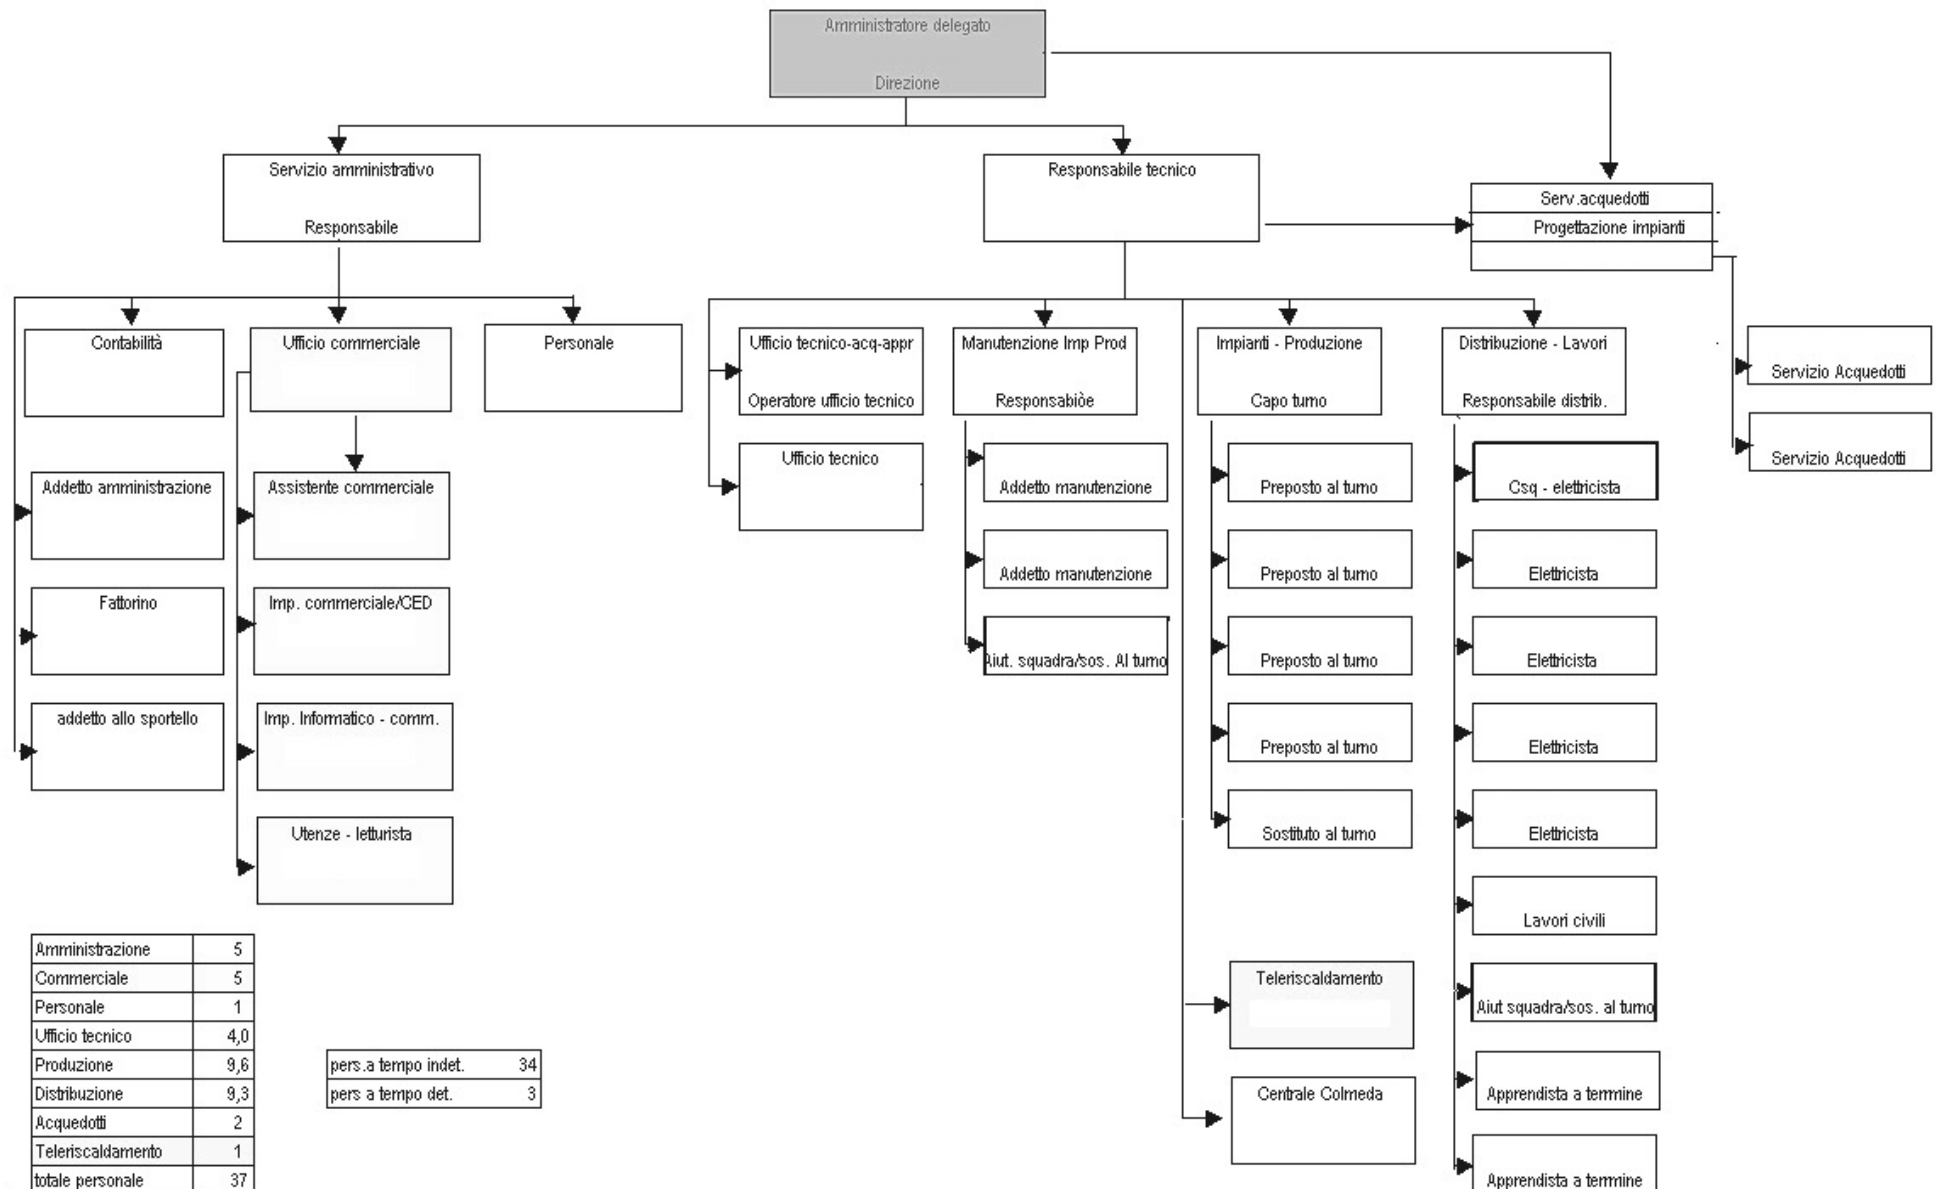 Amministratore delegato
Direzione
Servizio amministrativo
Responsabile
Responsabile tecnico
Serv.acquedotti
Progettazione impianti
Contabilità
Ufficio commerciale
Personale
Ufficio tecnico-acq-appr
Operatore ufficio tecnico
Manutenzione Imp Prod
Responsabiòe
Impianti - Produzione
Capo turno
Distribuzione - Lavori
Responsabile distrib.
Servizio Acquedotti
Servizio Acquedotti
Addetto amministrazione
Fattorino
addetto allo sportello
Assistente commerciale
Imp. commerciale/CED
Imp. Informatico - comm.
Utenze - letturista
Ufficio tecnico
Addetto manutenzione
Addetto manutenzione
Aiut. squadra/sos. Al turno
Preposto al turno
Preposto al turno
Preposto al turno
Preposto al turno
Sostituto al turno
Csq - elettricista
Elettricista
Elettricista
Elettricista
Elettricista
Lavori civili
Aiut squadra/sos. al turno
Apprendista a termine
Apprendista a termine
Teleriscaldamento
Centrale Colmeda
Amministrazione 5
Commerciale 5
Personale 1
Ufficio tecnico 4,0
Produzione 9,6
Distribuzione 9,3
Acquedotti 2
Teleriscaldamento 1
totale personale 37
pers.a tempo indet. 34
pers a tempo det. 3